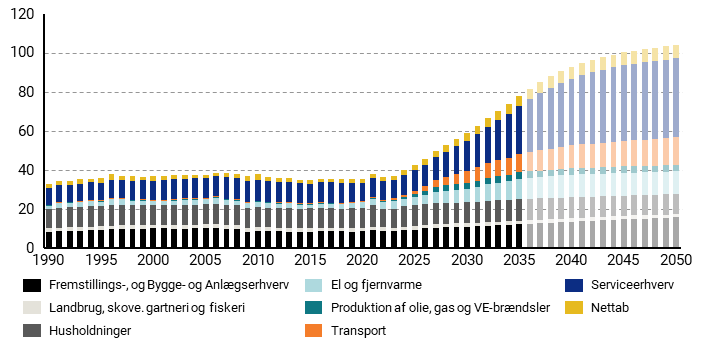 120
100
80
60
40
20
0
1990 1995 2000 2005 2010 2015 2020 2025 2030 2035 2040 2045 2050
Fremstillings-, og Bygge- og Anlægserhverv El og fjernvarme Serviceerhverv
Landbrug, skove. gartneri og fiskeri Produktion af olie, gas og VE-brændsler Nettab
Husholdninger Transport